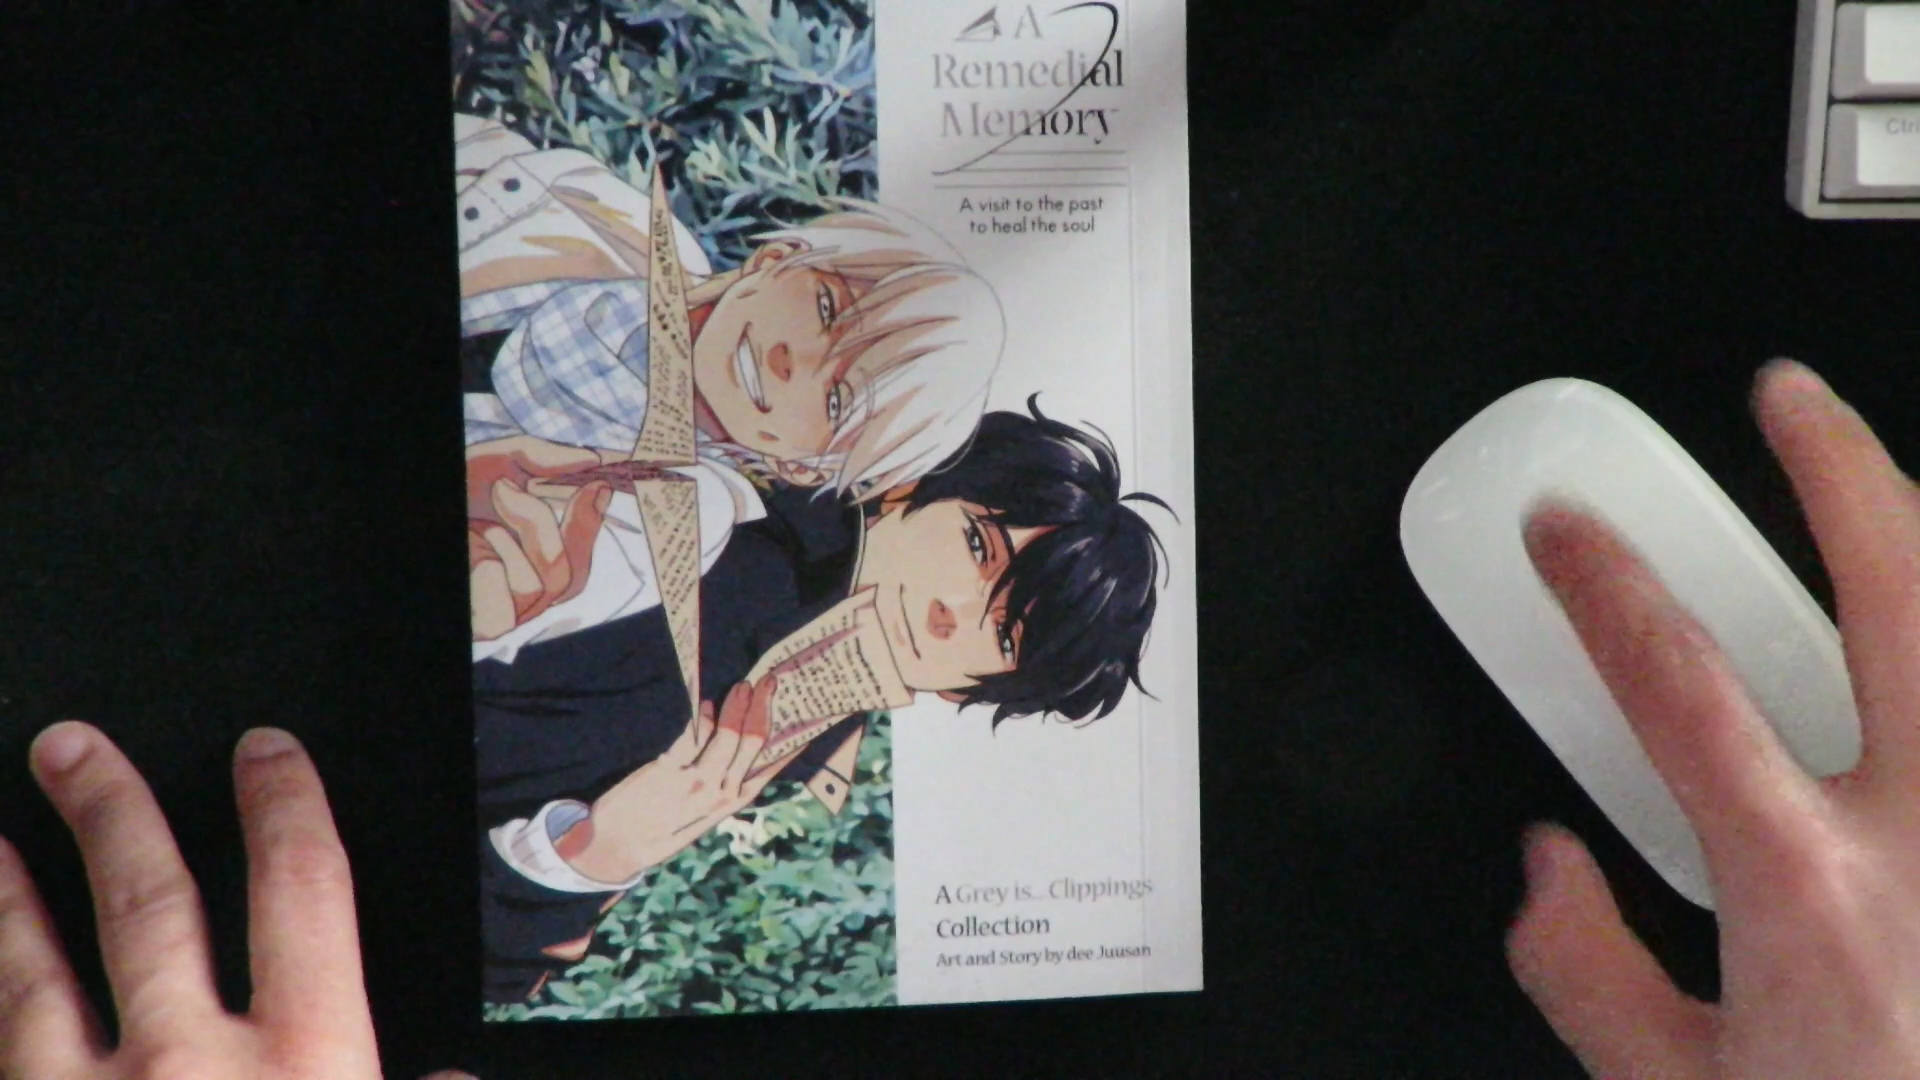 A
Remedial
Memory
A visit to the past
to heal the soul
A Grey is... Clippings
Collection
Art and Story by dee Juusan
Ctrl